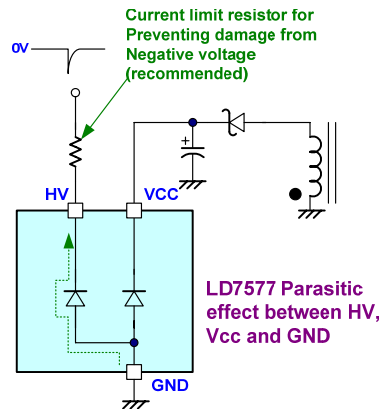 Current limit resistor for
Preventing damage from
Negative voltage
(recommended)
0V
+
HV
VCC
LD7577 Parasitic
effect between HV,
Vcc and GND
GND